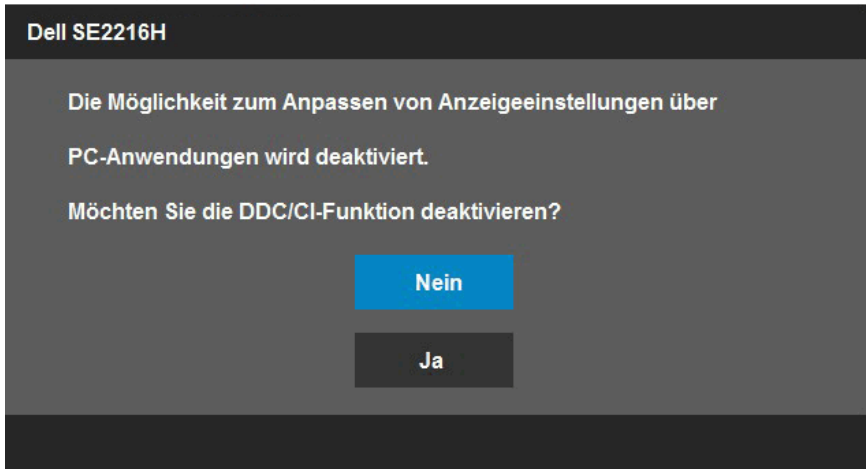 Dell SE2216H
Die Möglichkeit zum Anpassen von Anzeigeeinstellungen über
PC-Anwendungen wird deaktiviert.
Möchten Sie die DDC/CI-Funktion deaktivieren?
Nein
Ja